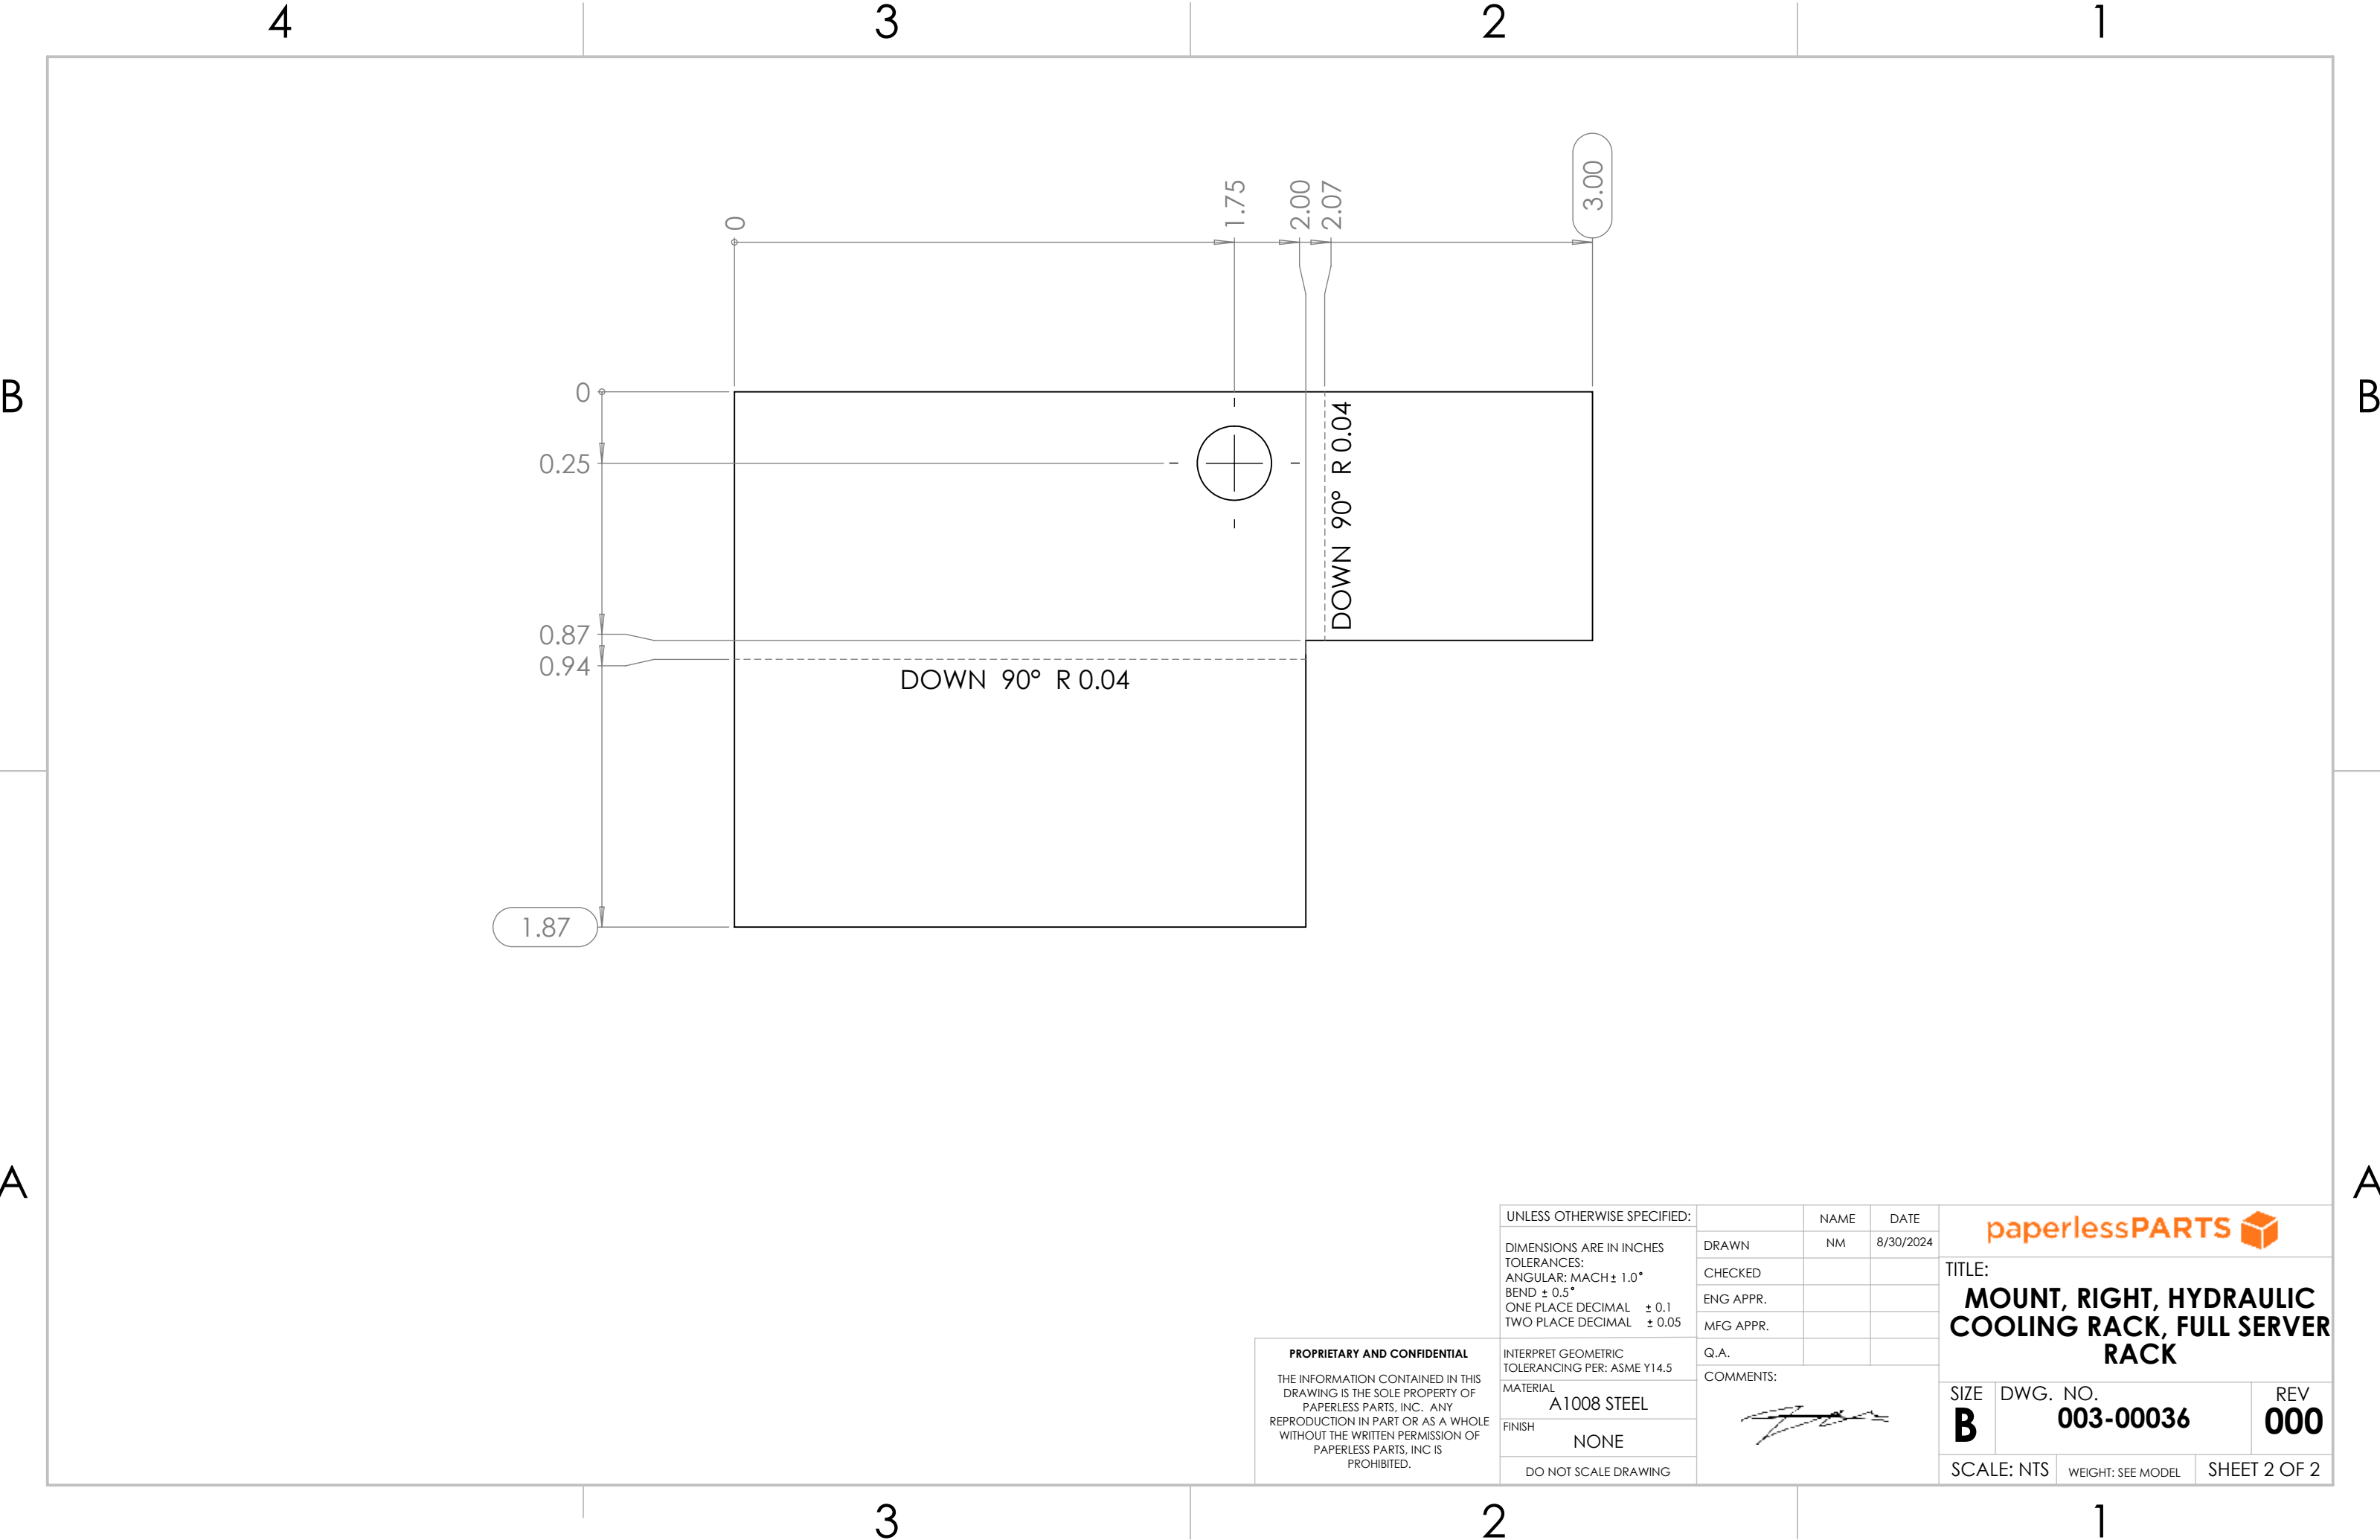 4 3 2 1
3.00
0 1.75 2.00 2.07
B B
0
0.25
DOWN 90° R 0.04
0.87
0.94
DOWN 90° R 0.04
1.87
A A
UNLESS OTHERWISE SPECIFIED:
DIMENSIONS ARE IN INCHES
TOLERANCES:
ANGULAR: MACH ± 1.0°
BEND ± 0.5°
ONE PLACE DECIMAL ± 0.1
TWO PLACE DECIMAL ± 0.05
INTERPRET GEOMETRIC
TOLERANCING PER: ASME Y14.5
MATERIAL
A1008 STEEL
FINISH
NONE
DO NOT SCALE DRAWING
PROPRIETARY AND CONFIDENTIAL
THE INFORMATION CONTAINED IN THIS
DRAWING IS THE SOLE PROPERTY OF
PAPERLESS PARTS, INC. ANY
REPRODUCTION IN PART OR AS A WHOLE
WITHOUT THE WRITTEN PERMISSION OF
PAPERLESS PARTS, INC IS
PROHIBITED.
NAME DATE
DRAWN NM 8/30/2024
CHECKED
ENG APPR.
MFG APPR.
Q.A.
COMMENTS:
paperlessPARTS
TITLE:
MOUNT, RIGHT, HYDRAULIC
COOLING RACK, FULL SERVER
RACK
SIZE DWG. NO. REV
B 003-00036 000
SCALE: NTS WEIGHT: SEE MODEL SHEET 2 OF 2
3 2 1